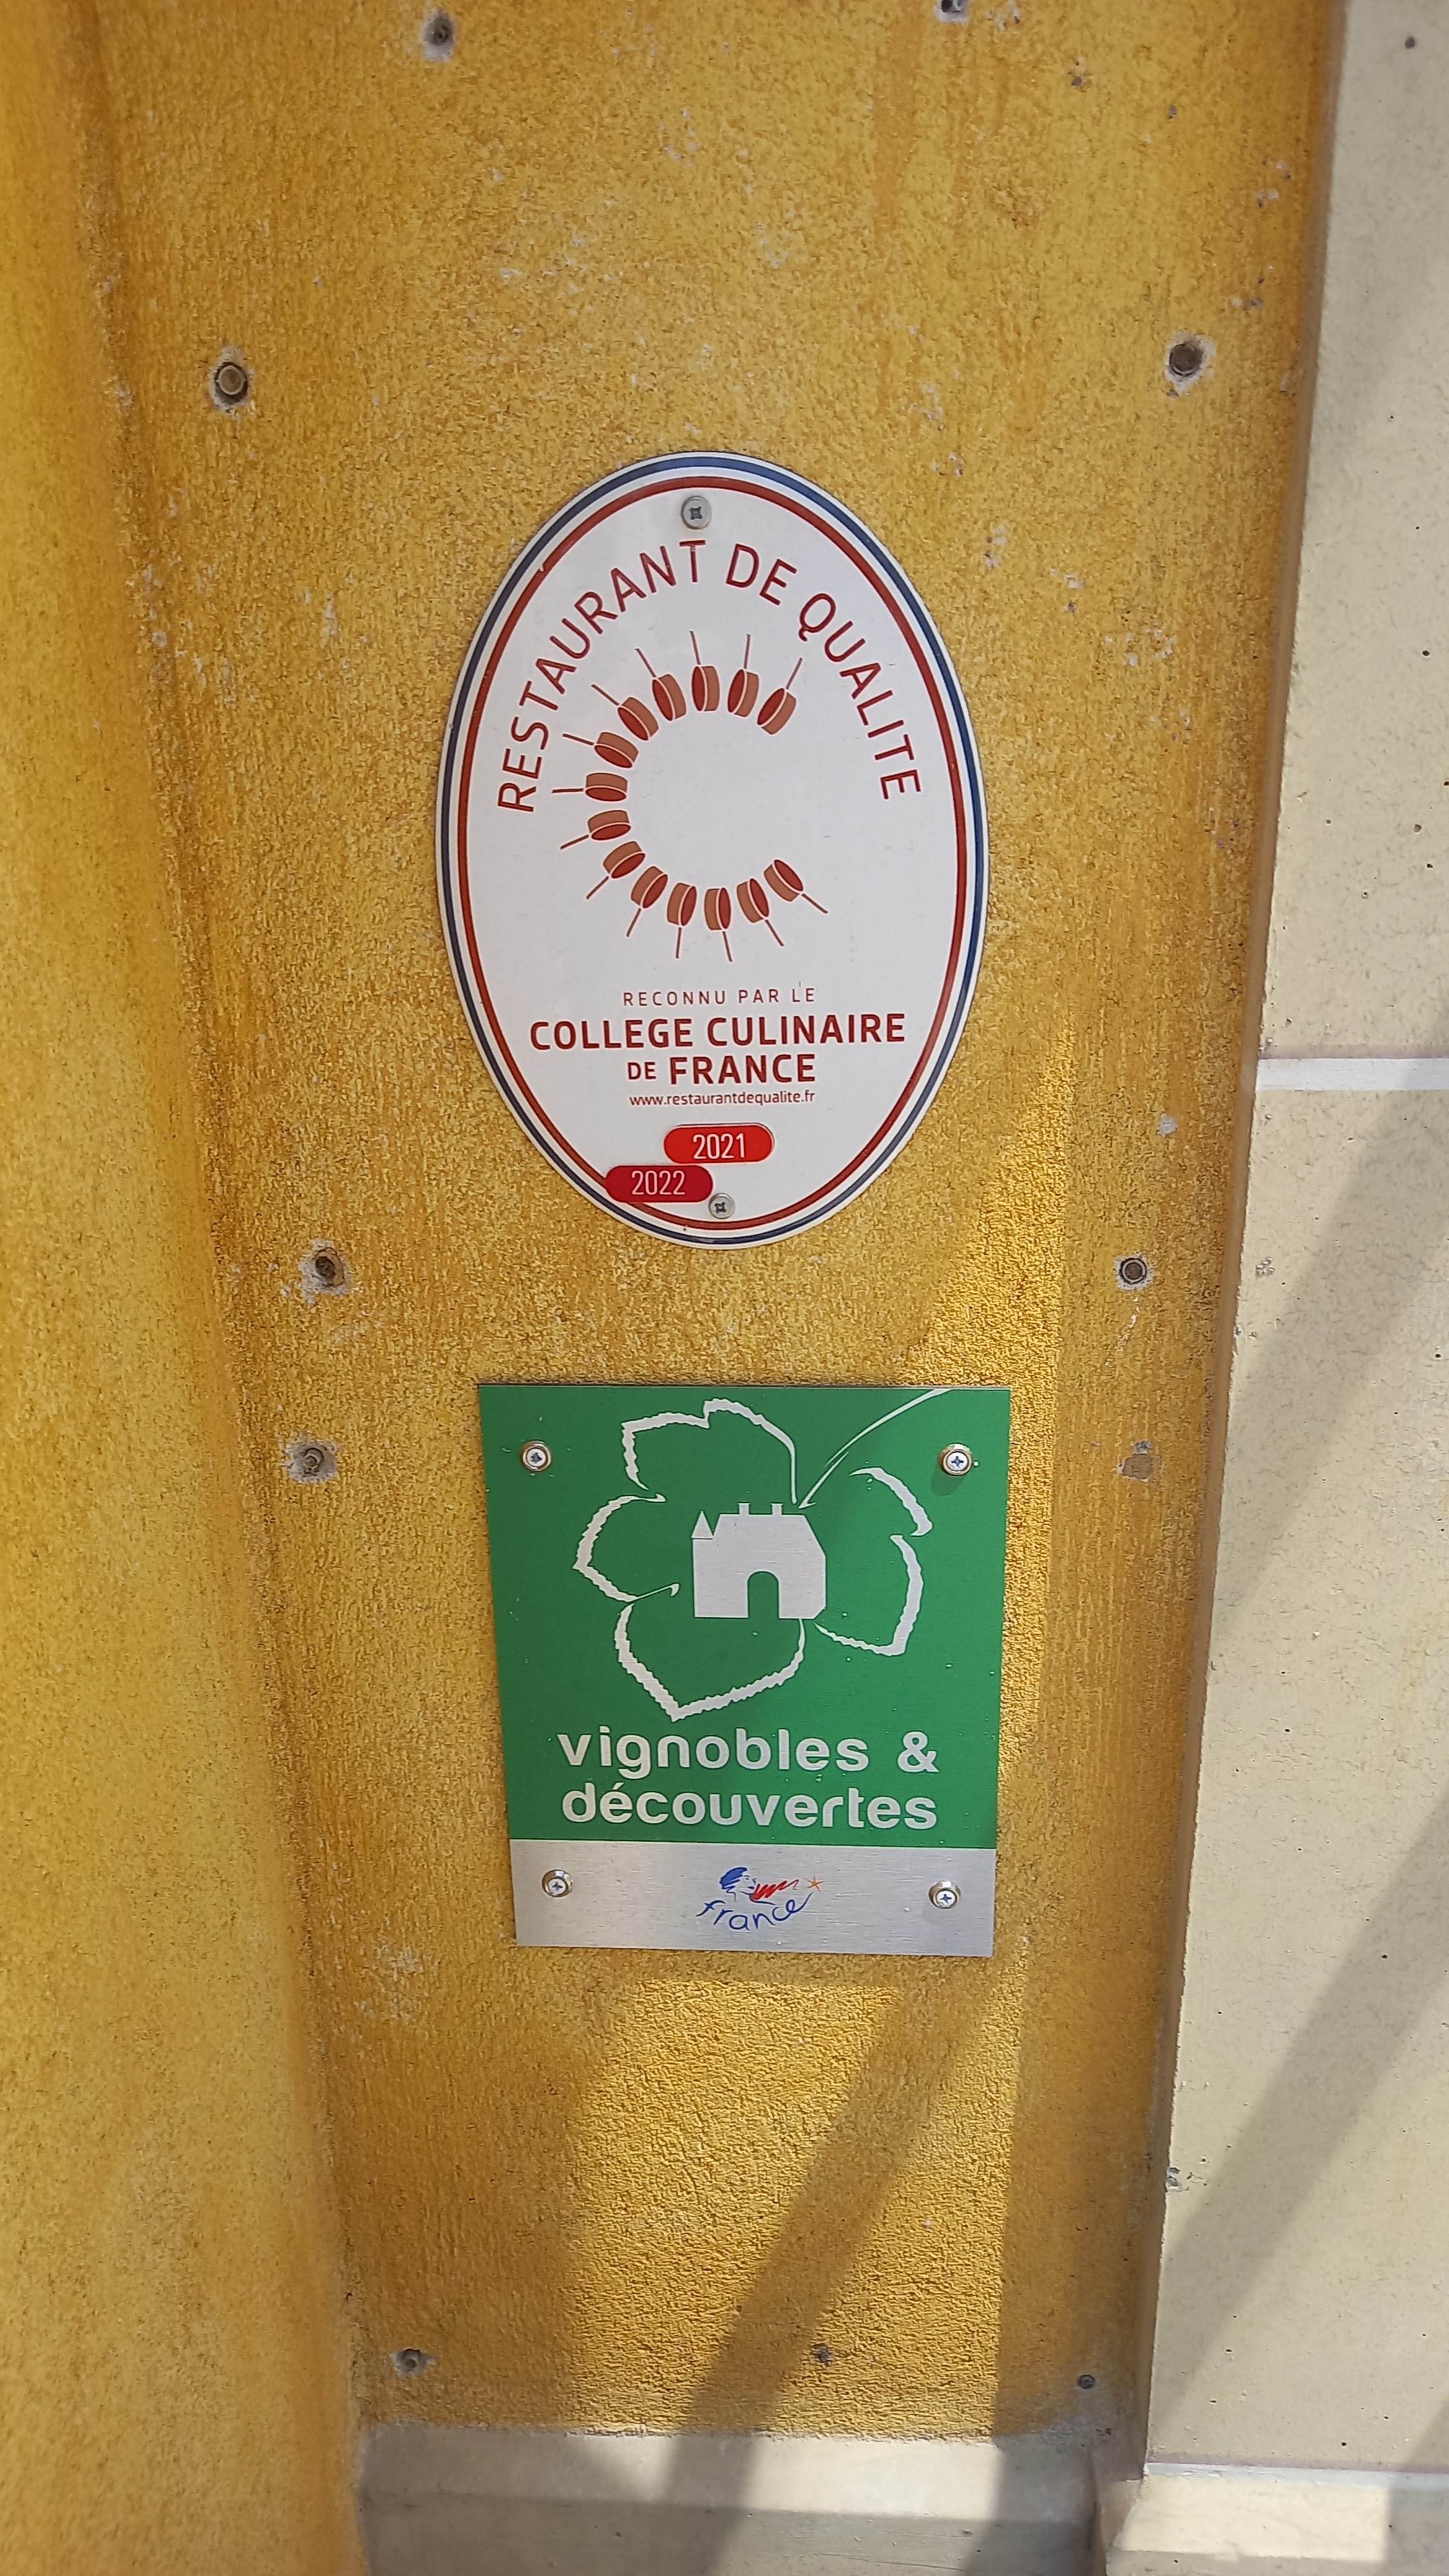 RESTAURANT DE QUALITE
RECONNU PAR LE
COLLEGE CULINAIRE
DE FRANCE
www.restaurantdequalite.fr
2021
2022
vignobles &
découvertes
france